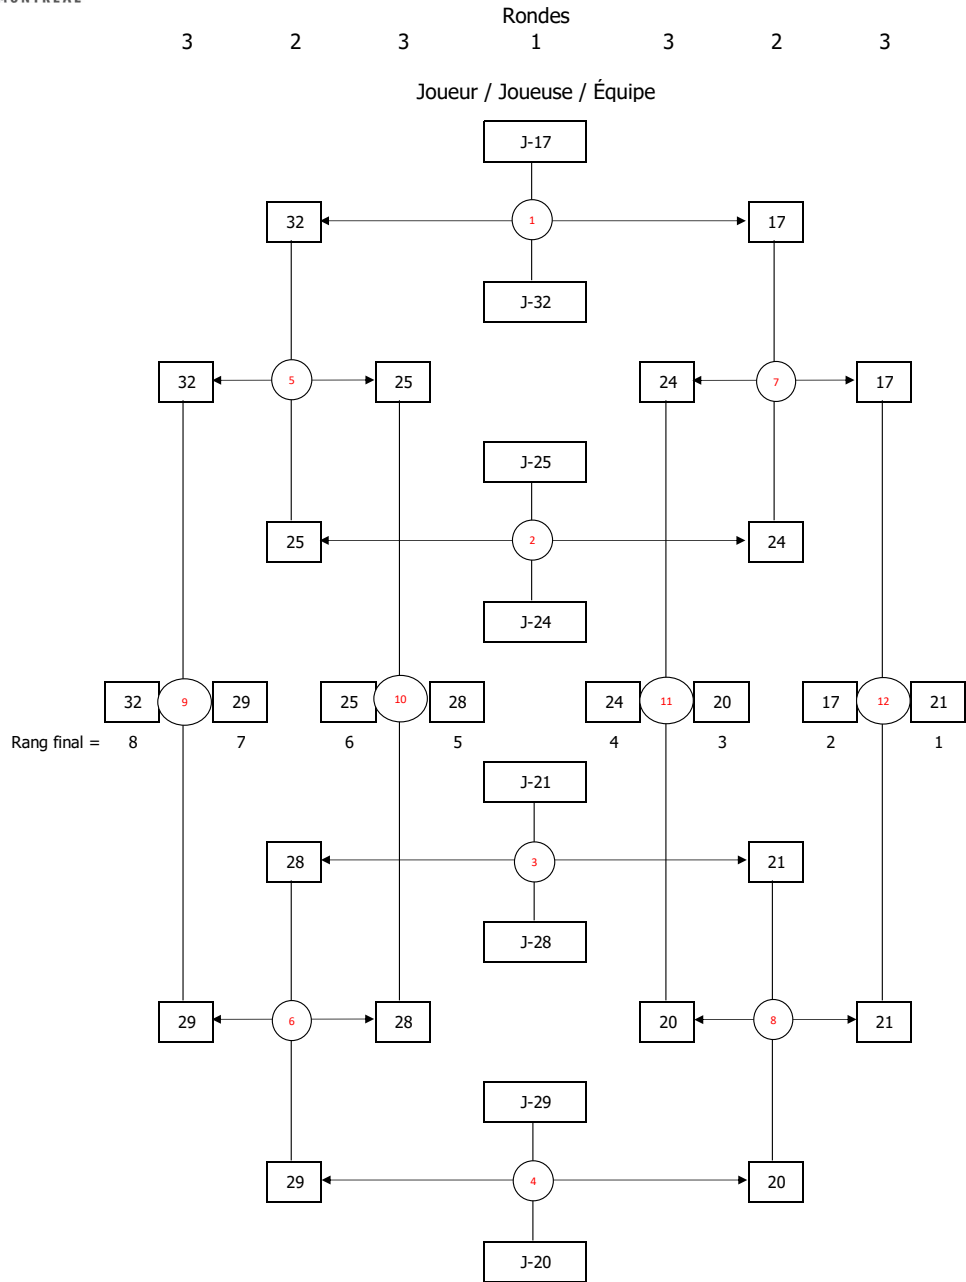 Rondes
3 2 3 1 3 2 3
Joueur / Joueuse / Équipe
J-17
32 1 17
J-32
32 5 25 24 7 17
J-25
25 2 24
J-24
32 9 29 25 10 28 24 11 20 17 12 21
Rang final = 8 7 6 5 4 3 2 1
J-21
28 3 21
J-28
29 6 28 20 8 21
J-29
29 4 20
J-20